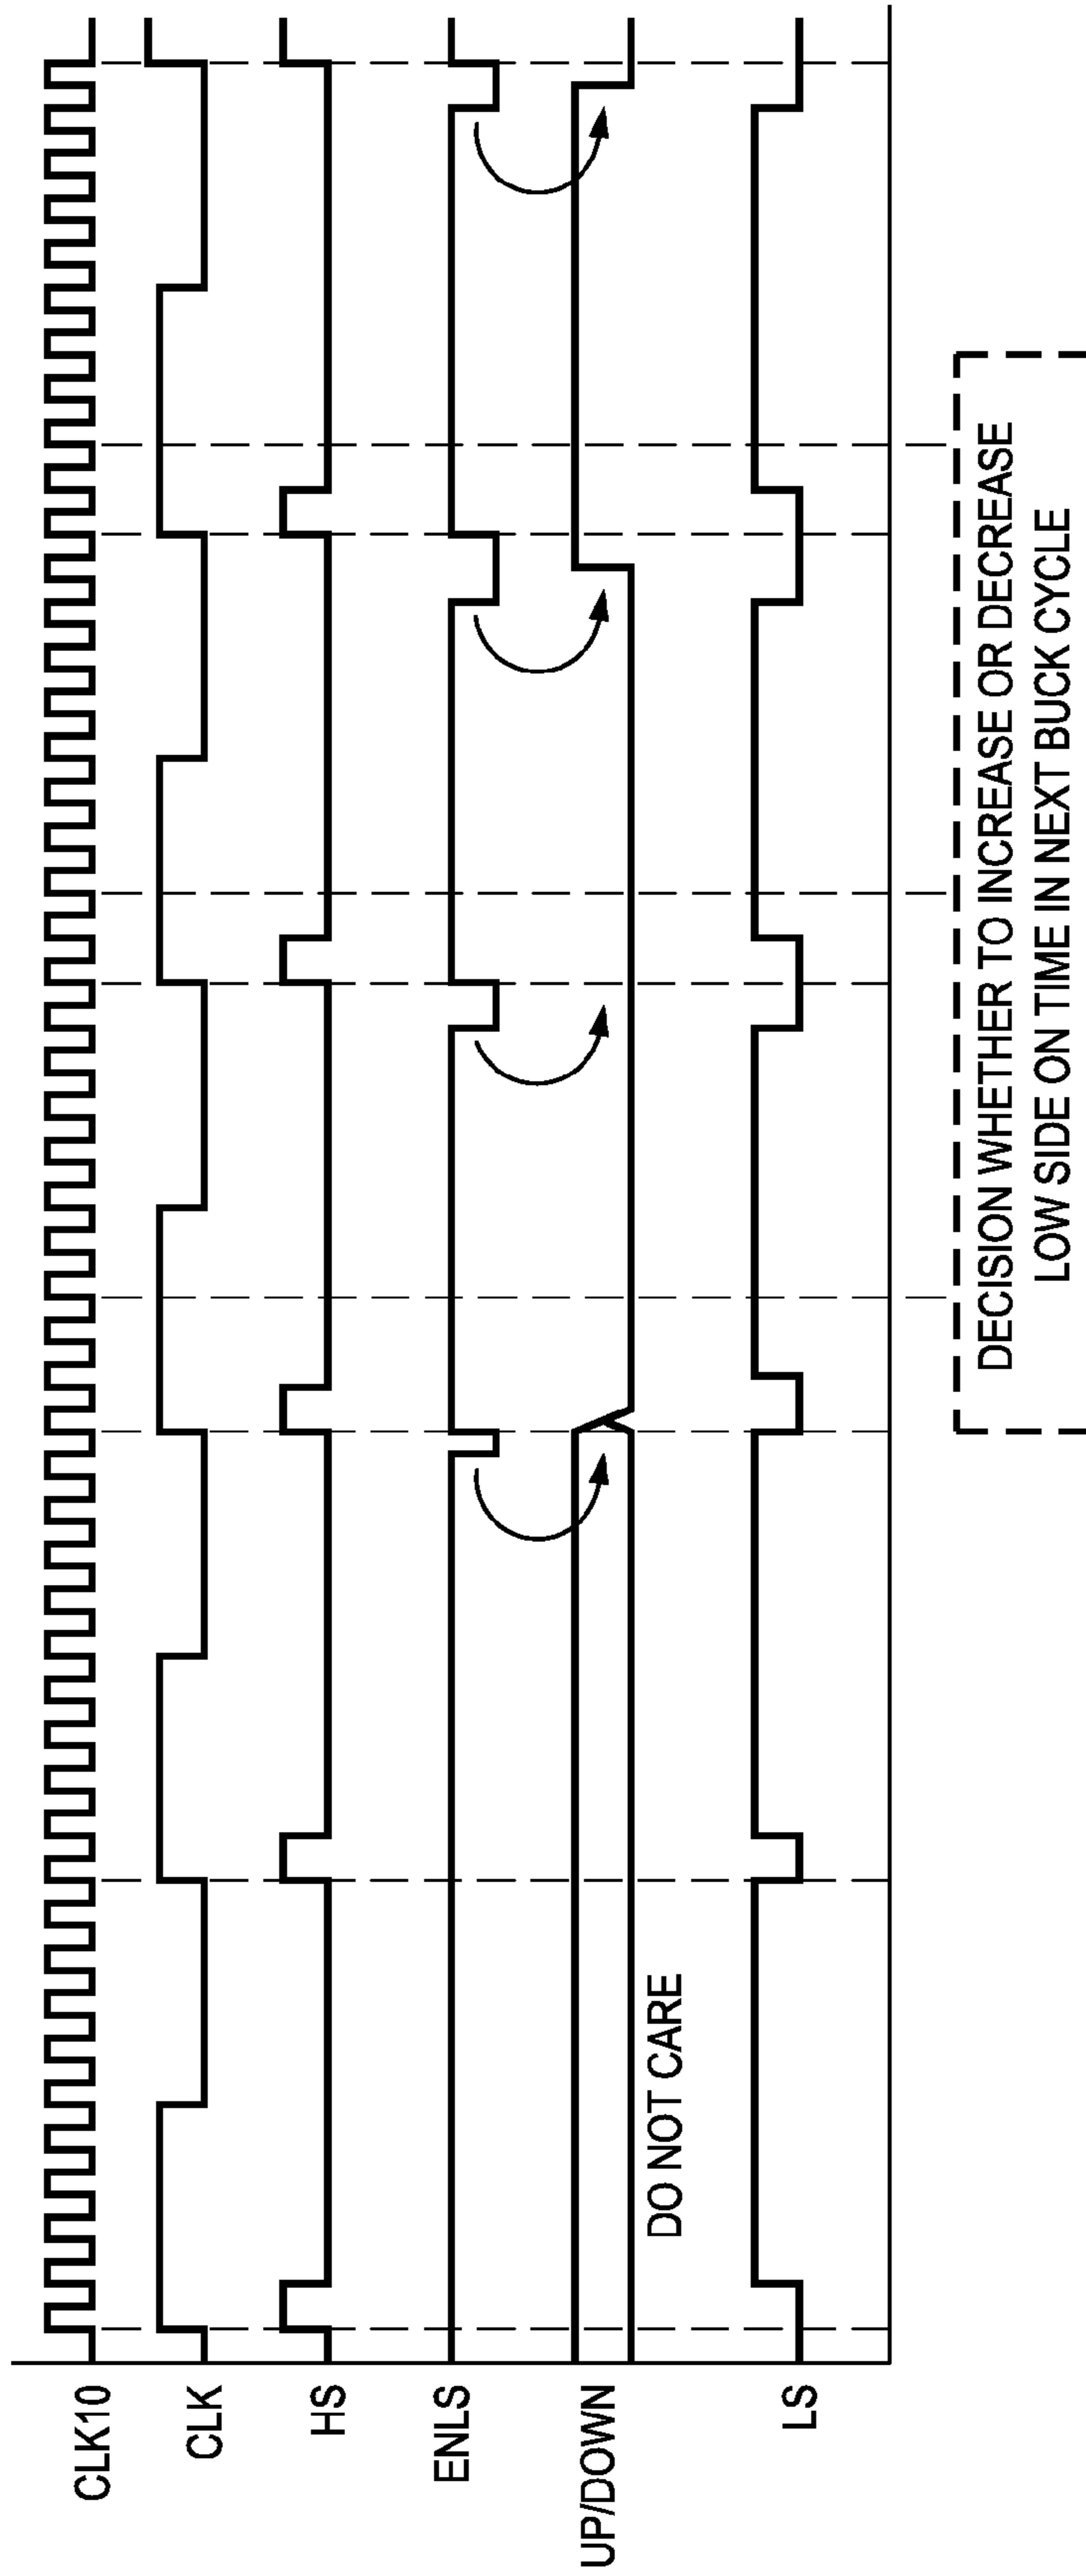 CLK10
CLK
HS
ENLS
UP/DOWN
DO NOT CARE
LS
DECISION WHETHER TO INCREASE OR DECREASE
LOW SIDE ON TIME IN NEXT BUCK CYCLE